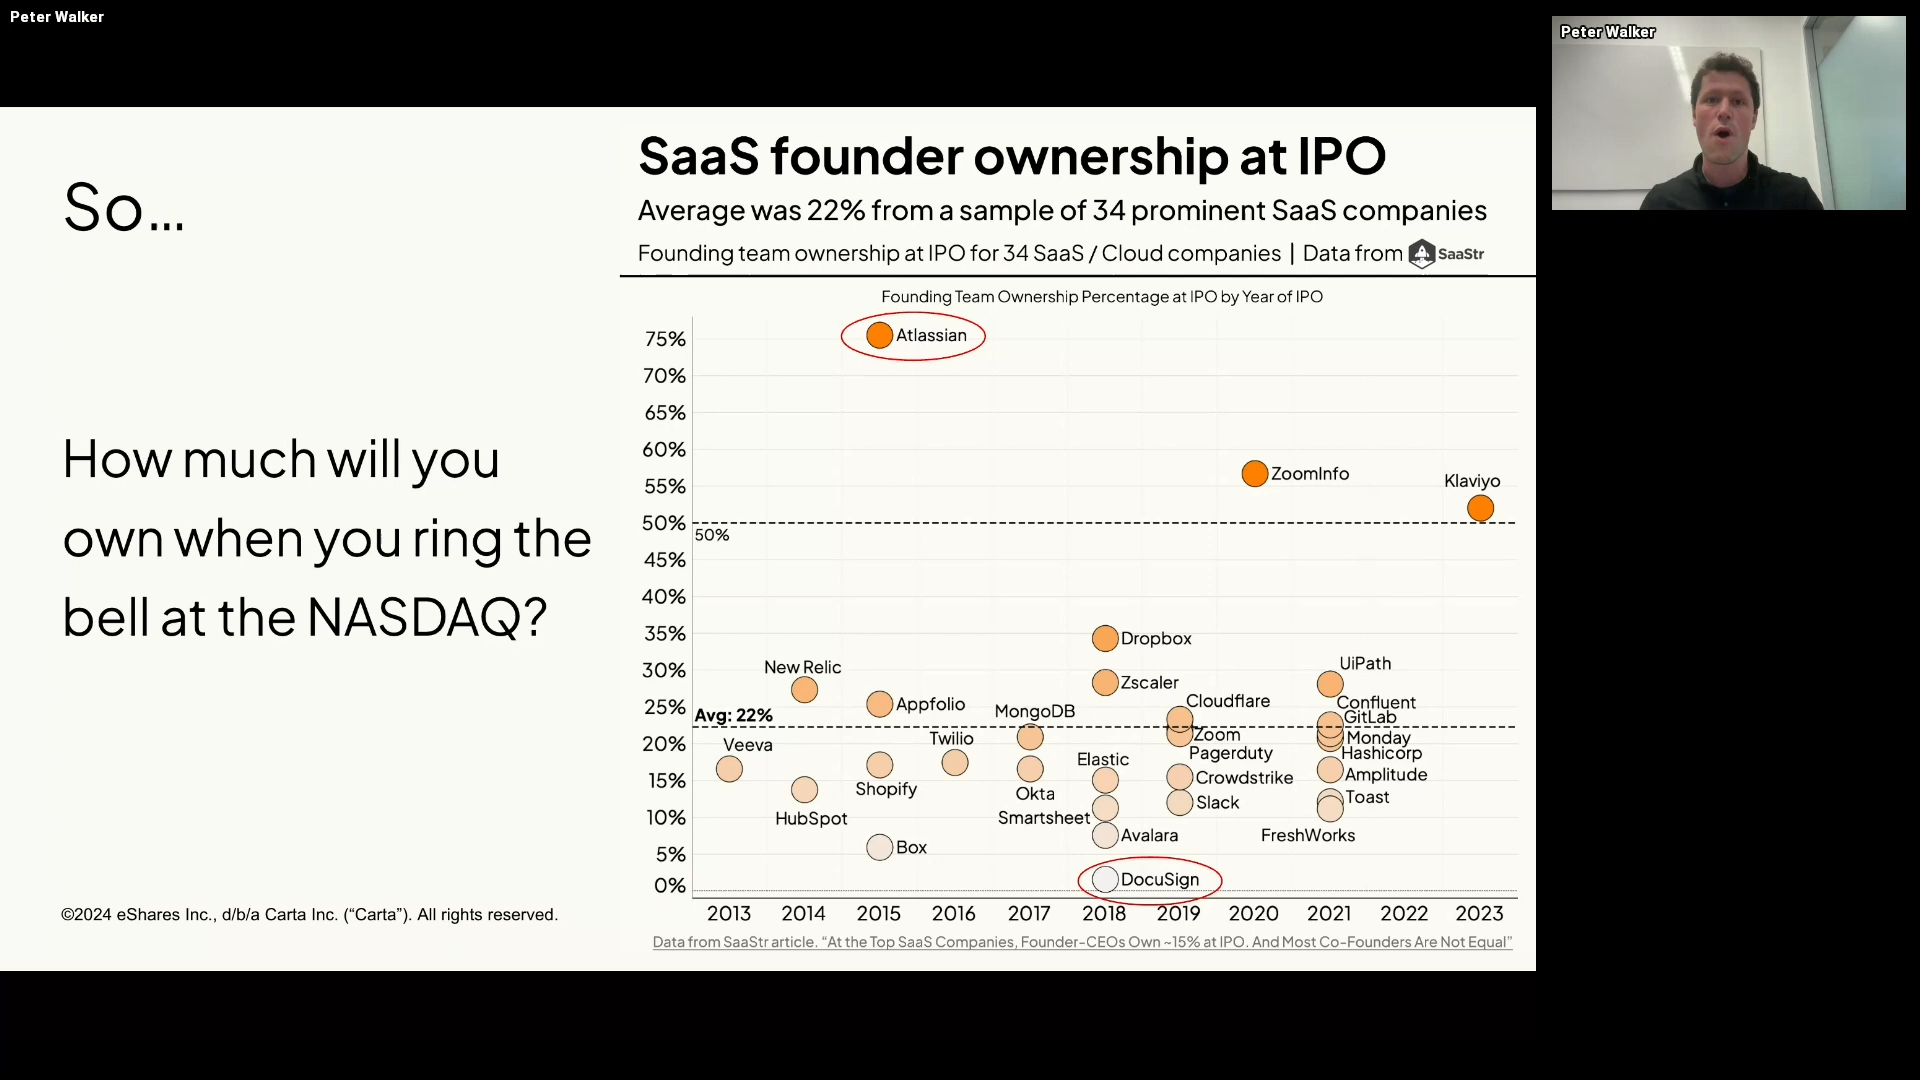 Peter Walker
Peter Walker
So...
How much will you
own when you ring the
bell at the NASDAQ?
©2024 eShares Inc., d/b/a Carta Inc. (“Carta”). All rights reserved.
SaaS founder ownership at IPO
Average was 22% from a sample of 34 prominent SaaS companies
Founding team ownership at IPO for 34 SaaS / Cloud companies | Data from SaaStr
Founding Team Ownership Percentage at IPO by Year of IPO
75%
Atlassian
70%
65%
60%
ZoomInfo
55%
Klaviyo
50%
50%
45%
40%
35%
Dropbox
30%
New Relic
Zscaler
UiPath
25%
Appfolio
MongoDB
Cloudflare
Confluent
GitLab
Avg: 22%
20%
Veeva
Twilio
Zoom
Monday
Pagerduty
Hashicorp
15%
Shopify
Elastic
Crowdstrike
Amplitude
HubSpot
Okta
Slack
Toast
10%
Smartsheet
Avalara
FreshWorks
5%
Box
0%
DocuSign
2013 2014 2015 2016 2017 2018 2019 2020 2021 2022 2023
Data from SaaStr article. “At the Top SaaS Companies, Founder-CEOs Own ~15% at IPO. And Most Co-Founders Are Not Equal”